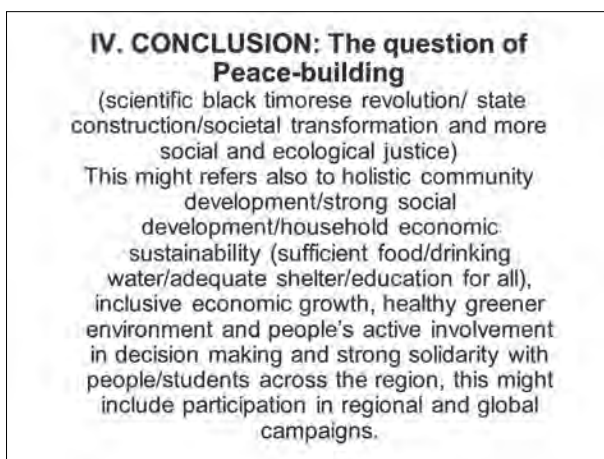 IV. CONCLUSION: The question of
Peace-building
(scientific black timorese revolution/ state
construction/societal transformation and more
social and ecological justice)
This might refers also to holistic community
development/strong social
development/household economic
sustainability (sufficient food/drinking
water/adequate shelter/education for all),
inclusive economic growth, healthy greener
environment and people's active involvement
in decision making and strong solidarity with
people/students across the region, this might
include participation in regional and global
campaigns.